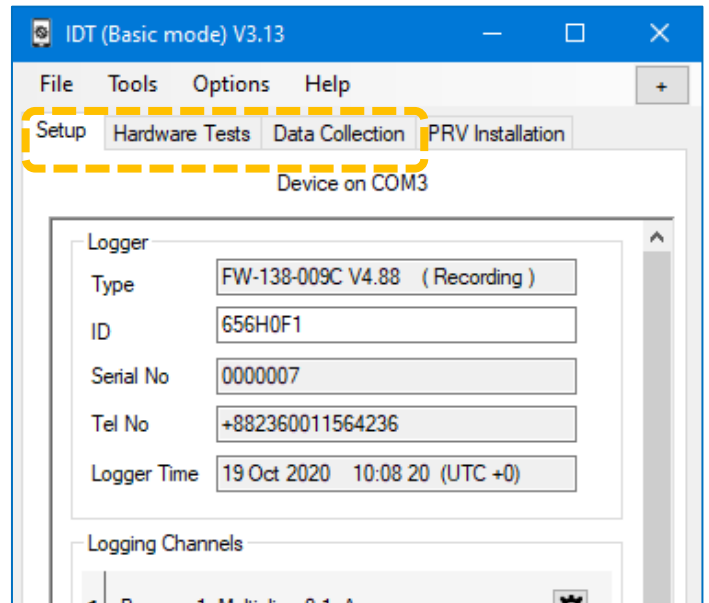 IDT (Basic mode) V3.13
File Tools Options Help +
Setup Hardware Tests Data Collection PRV Installation
Device on COM3
Logger
Type FW-138-009C V4.88 ( Recording )
ID 656H0F1
Serial No 0000007
Tel No +882360011564236
Logger Time 19 Oct 2020 10:08 20 (UTC +0)
Logging Channels